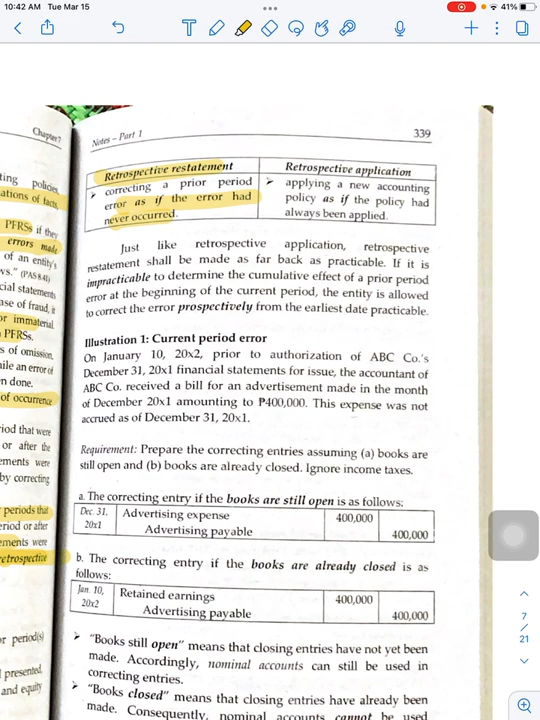 10:42 AM Tue Mar 15
41%
Chapter 7
Notes – Part 1
339
Retrospective restatement
Retrospective application
➢ correcting a prior period
error as if the error had
never occurred.
➢ applying a new accounting
policy as if the policy had
always been applied.
Just like retrospective application, retrospective
restatement shall be made as far back as practicable. If it is
impracticable to determine the cumulative effect of a prior period
error at the beginning of the current period, the entity is allowed
to correct the error prospectively from the earliest date practicable.
Illustration 1: Current period error
On January 10, 20x2, prior to authorization of ABC Co.'s
December 31, 20x1 financial statements for issue, the accountant of
ABC Co. received a bill for an advertisement made in the month
of December 20x1 amounting to ₱400,000. This expense was not
accrued as of December 31, 20x1.
Requirement: Prepare the correcting entries assuming (a) books are
still open and (b) books are already closed. Ignore income taxes.
a. The correcting entry if the books are still open is as follows:
Dec. 31,
20x1
Advertising expense
400,000
Advertising payable
400,000
b. The correcting entry if the books are already closed is as
follows:
Jan. 10,
20x2
Retained earnings
400,000
Advertising payable
400,000
➢ "Books still open" means that closing entries have not yet been
made. Accordingly, nominal accounts can still be used in
correcting entries.
➢ "Books closed" means that closing entries have already been
made. Consequently, nominal accounts cannot be used
policies,
ations of facts,
PFRS if they
errors made
of an entity's
(PAS 8.41)
cial statements
ase of fraud, it
or immaterial
PFRSs.
s of omission,
ile an error of
n done.
of occurrence
riod that were
or after the
ements were
by correcting
periods that
eriod or after
ements were
retrospective
or period(s)
presented,
and equity
7
/
21